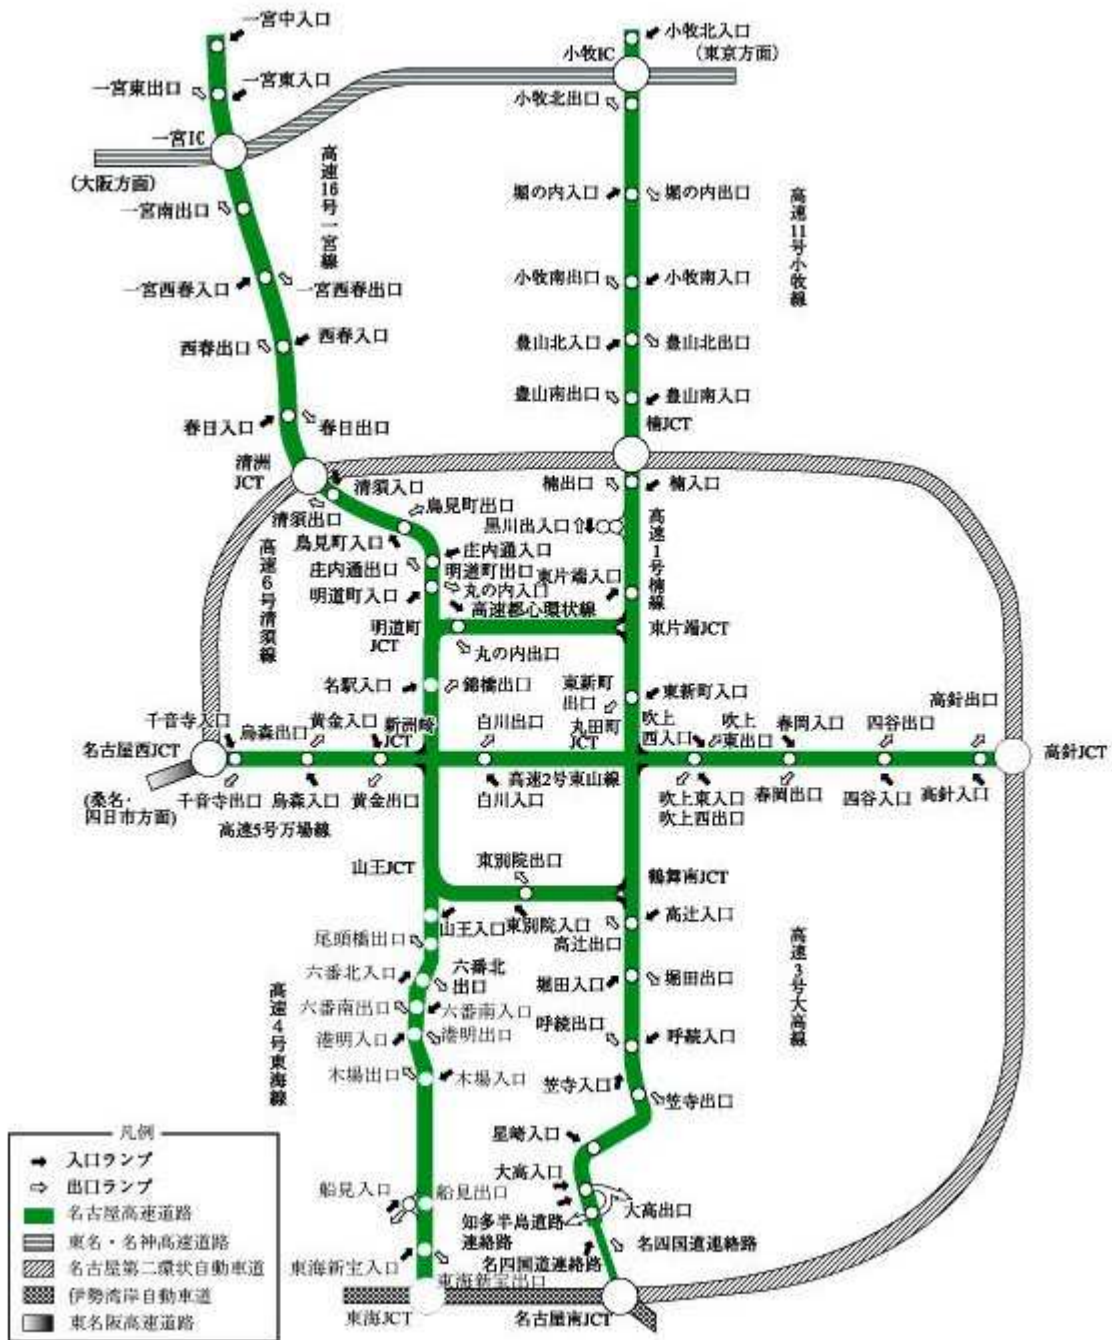 一宮中入口
小牧北入口
小牧IC
(東京方面)
一宮東出口
一宮東入口
小牧北出口
一宮IC
(大阪方面)
高速16号一宮線
堀の内入口
堀の内出口
高速11号小牧線
一宮南出口
一宮西春入口
一宮西春出口
小牧南出口
小牧南入口
西春出口
西春入口
豊山北入口
豊山北出口
豊山南出口
豊山南入口
春日入口
春日出口
楠JCT
清洲
JCT
清須入口
清須出口
楠出口
楠入口
鳥見町出口
鳥見町入口
黒川出入口
高速1号楠線
高速6号清須線
庄内通入口
庄内通出口
明道町出口
明道町入口
丸の内入口
東片端入口
高速都心環状線
明道町
JCT
東片端JCT
丸の内出口
名駅入口
錦橋出口
東新町
出口
東新町入口
千音寺入口
烏森出口
黄金入口
新洲崎
JCT
白川出口
丸田町
JCT
吹上
西入口
吹上
東出口
春岡入口
四谷出口
高針出口
名古屋西JCT
高針JCT
(桑名・
四日市方面)
千音寺出口
烏森入口
黄金出口
白川入口
高速2号東山線
吹上東入口
吹上西出口
春岡出口
四谷入口
高針入口
高速5号万場線
山王JCT
東別院出口
鶴舞南JCT
山王入口
東別院入口
高辻入口
高辻出口
尾頭橋出口
六番北入口
六番北
出口
堀田入口
堀田出口
高速3号大高線
高速4号東海線
六番南出口
六番南入口
港明入口
港明出口
呼続出口
呼続入口
木場出口
木場入口
笠寺入口
笠寺出口
星崎入口
大高入口
大高出口
船見入口
船見出口
知多半島道路
連絡路
名四国道連絡路
名四国道連絡路
東海新宝入口
東海新宝出口
東海JCT
名古屋南JCT
凡例
入口ランプ
出口ランプ
名古屋高速道路
東名・名神高速道路
名古屋第二環状自動車道
伊勢湾岸自動車道
東名阪高速道路